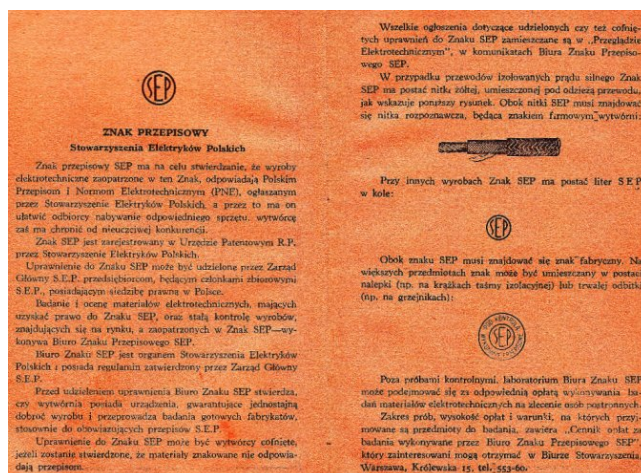 SEP
ZNAK PRZEPISOWY
Stowarzyszenia Elektryków Polskich
Znak przepisowy SEP ma na celu stwierdzanie, że wyroby
elektrotechniczne zaopatrzone w ten Znak, odpowiadają Polskim
Przepisom i Normom Elektrotechnicznym (PNE), ogłaszanym
przez Stowarzyszenie Elektryków Polskich, a przez to ma on
ułatwić odbiorcy nabywanie odpowiedniego sprzętu, wytwórcę
zaś ma chronić od nieuczciwej konkurencji.
Znak SEP jest zarejestrowany w Urzędzie Patentowym R.P.
przez Stowarzyszenie Elektryków Polskich.
Uprawnienie do Znaku SEP może być udzielone przez Zarząd
Główny S.E.P. przedsiębiorcom, będącym członkami zbiorowymi
S.E.P., posiadającym siedzibę prawną w Polsce.
Badanie i ocenę materiałów elektrotechnicznych, mających
uzyskać prawo do Znaku SEP, oraz stałą kontrolę wyrobów,
znajdujących się na rynku, a zaopatrzonych w Znak SEP—wy-
konywa Biuro Znaku Przepisowego SEP.
Biuro Znaku SEP jest organem Stowarzyszenia Elektryków
Polskich i posiada regulamin zatwierdzony przez Zarząd Główny
S.E.P.
Przed udzieleniem uprawnienia Biuro Znaku SEP stwierdza,
czy wytwórnia posiada urządzenia, gwarantujące jednostajną
dobroć wyrobu i przeprowadza badania gotowych fabrykatów,
stosownie do obowiązujących przepisów S.E.P.
Uprawnienie do Znaku SEP może być wytwórcy cofnięte,
jeżeli zostanie stwierdzone, że materiały znakowane nie odpowia-
dają przepisom.
Wszelkie ogłoszenia dotyczące udzielonych czy też cofnię-
tych uprawnień do Znaku SEP zamieszczane są w „Przeglądzie
Elektrotechnicznym", w komunikatach Biura Znaku Przepiso-
wego SEP.
W przypadku przewodów izolowanych prądu silnego Znak
SEP ma postać nitki żółtej, umieszczonej pod odzieżą przewodu,
jak wskazuje poniższy rysunek. Obok nitki SEP musi znajdować
się nitka rozpoznawcza, będąca znakiem firmowym wytwórni:
Przy innych wyrobach Znak SEP ma postać liter S E P
w kole:
SEP
Obok znaku SEP musi znajdować się znak fabryczny. Na
większych przedmiotach znak może być umieszczany w postaci
nalepki (np. na krążkach taśmy izolacyjnej) lub trwałej odbitki
(np. na grzejnikach):
SEP
Poza próbami kontrolnymi, laboratorium Biura Znaku SEP
może podejmować się za odpowiednią opłatą wykonywania ba-
dań materiałów elektrotechnicznych na zlecenie osób postronnych.
Zakres prób, wysokość opłat i warunki, na których przyj-
mowane są przedmioty do badania, zawiera „Cennik opłat za
badania wykonywane przez Biuro Znaku Przepisowego SEP"
który zainteresowani mogą otrzymać w Biurze Stowarzyszenia,
Warszawa, Królewska 15, tel. 553-60.